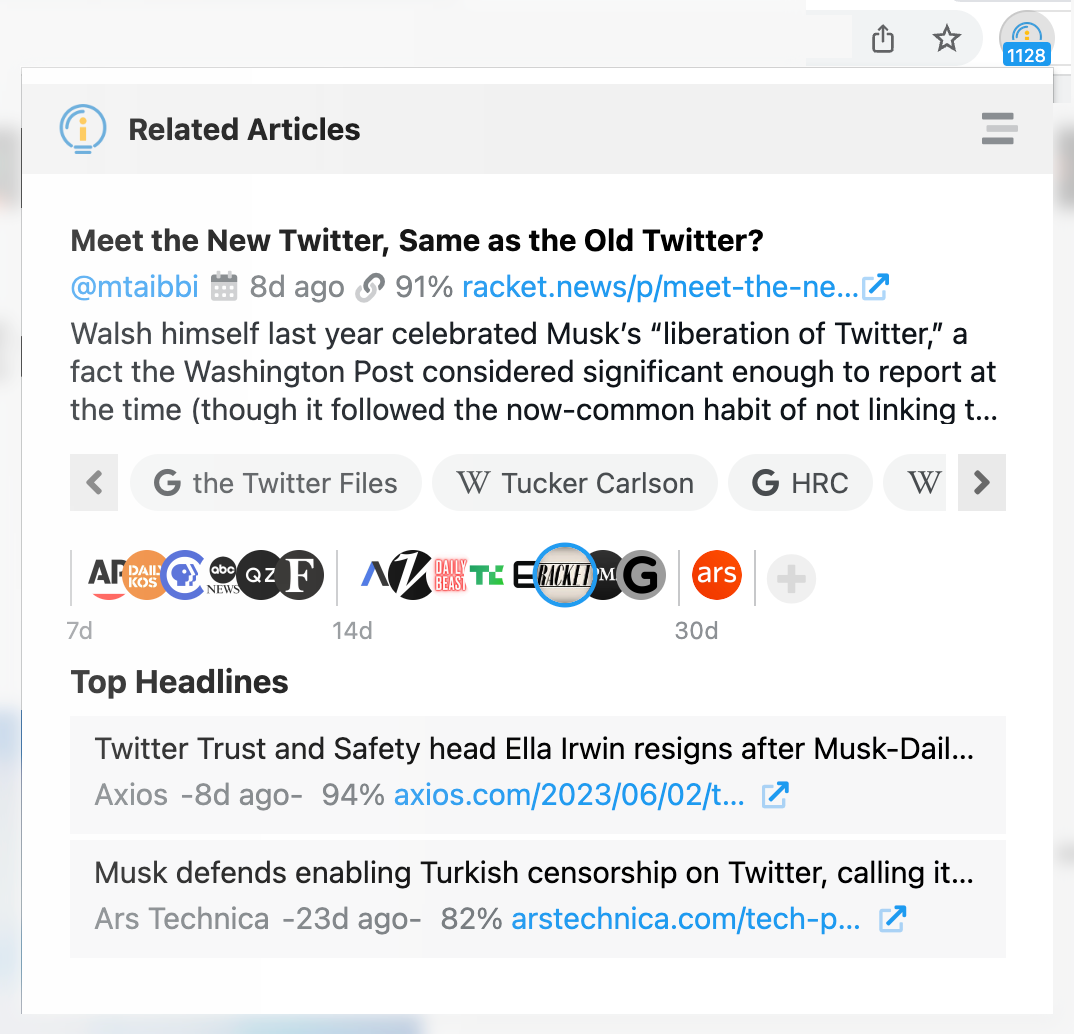 1128
Related Articles
Meet the New Twitter, Same as the Old Twitter?
@mtaibbi 8d ago 91% racket.news/p/meet-the-ne...
Walsh himself last year celebrated Musk’s “liberation of Twitter,” a
fact the Washington Post considered significant enough to report at
the time (though it followed the now-common habit of not linking t...
G the Twitter Files W Tucker Carlson G HRC W
AP DAILY KOS abc NEWS QZ F DAILY BEAST TC E RACKET PM G ars
7d 14d 30d
Top Headlines
Twitter Trust and Safety head Ella Irwin resigns after Musk-Dail...
Axios -8d ago- 94% axios.com/2023/06/02/t...
Musk defends enabling Turkish censorship on Twitter, calling it...
Ars Technica -23d ago- 82% arstechnica.com/tech-p...